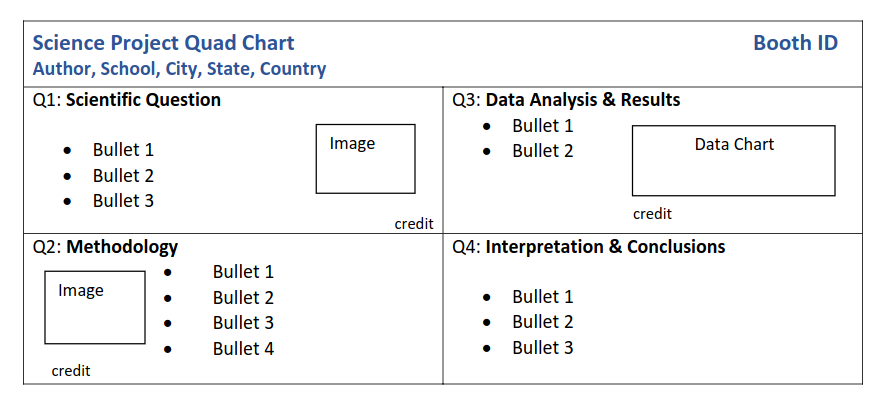 Science Project Quad Chart
Booth ID
Author, School, City, State, Country
Q1: Scientific Question
• Bullet 1
• Bullet 2
• Bullet 3
Image
credit
Q2: Methodology
Image
credit
• Bullet 1
• Bullet 2
• Bullet 3
• Bullet 4
Q3: Data Analysis & Results
• Bullet 1
• Bullet 2
Data Chart
credit
Q4: Interpretation & Conclusions
• Bullet 1
• Bullet 2
• Bullet 3